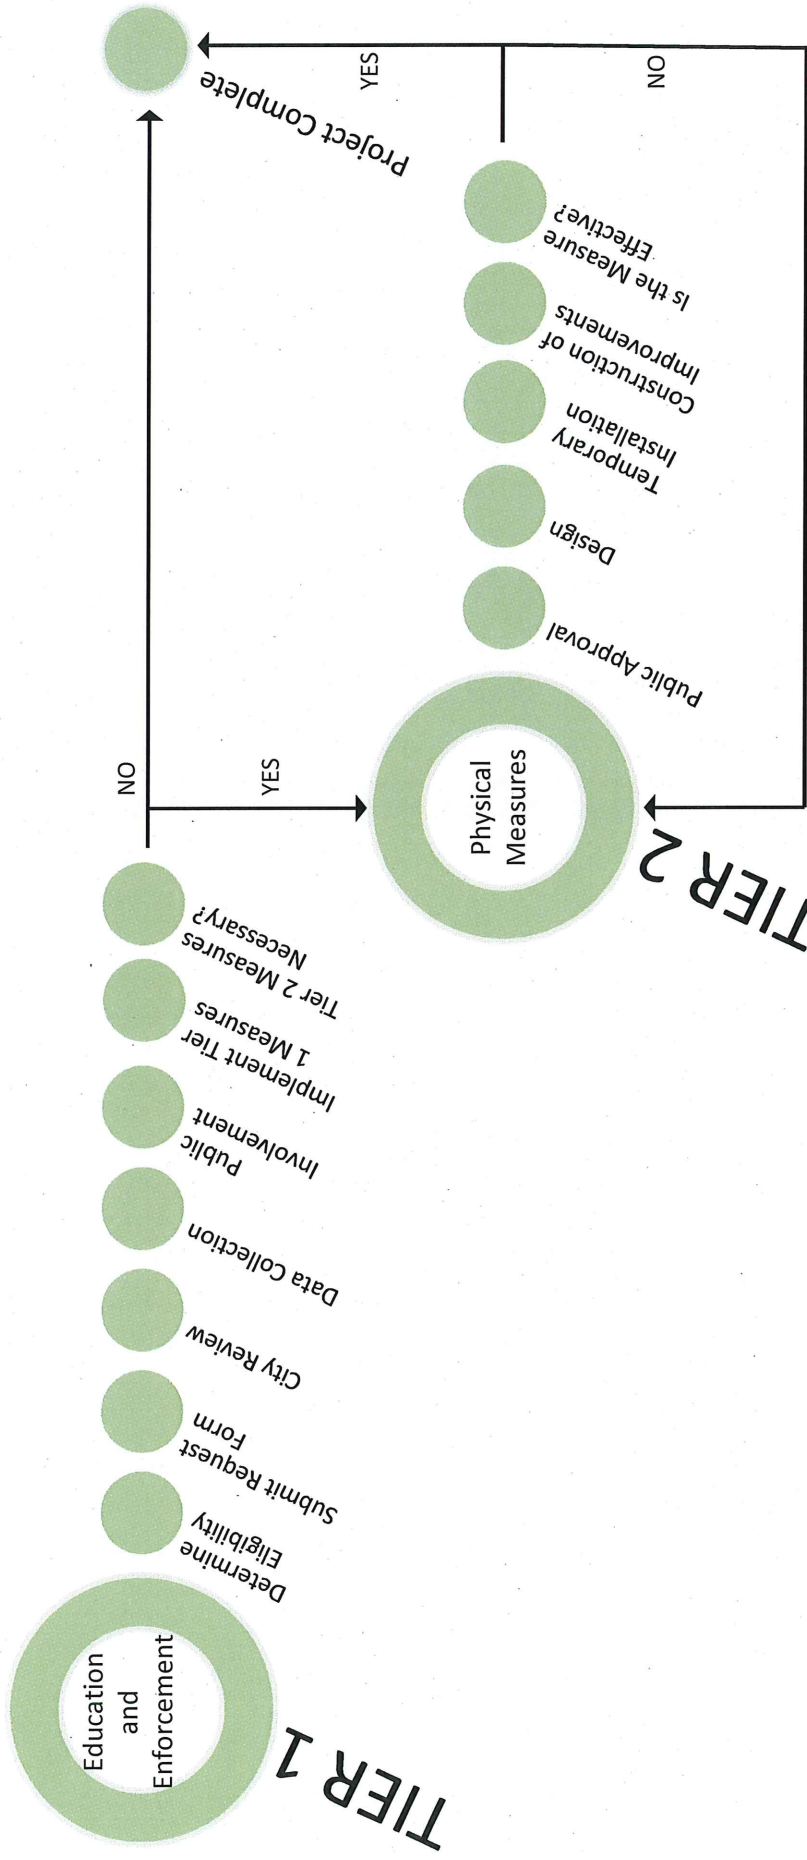 TIER 1
Education
and
Enforcement
Determine
Eligibility
Submit Request
Form
City Review
Data Collection
Public
Involvement
Implement Tier
1 Measures
Tier 2 Measures
Necessary?
NO
YES
Project Complete
TIER 2
Physical
Measures
Public Approval
Design
Temporary
Installation
Construction of
Improvements
Is the Measure
Effective?
YES
NO